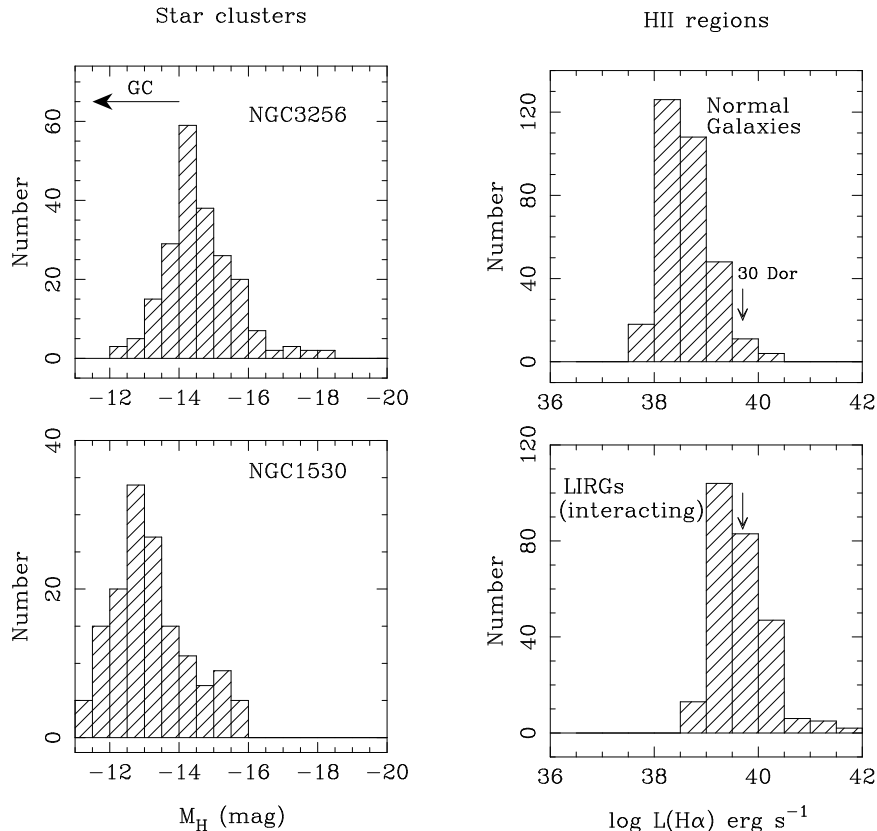 Star clusters
HII regions
GC
NGC3256
Number
0
20
40
60
−12
−14
−16
−18
−20
Normal
Galaxies
30 Dor
Number
0
40
80
120
36
38
40
42
NGC1530
Number
0
20
40
−12
−14
−16
−18
−20
M_H (mag)
LIRGs
(interacting)
Number
0
40
80
120
36
38
40
42
log L(Hα) erg s⁻¹